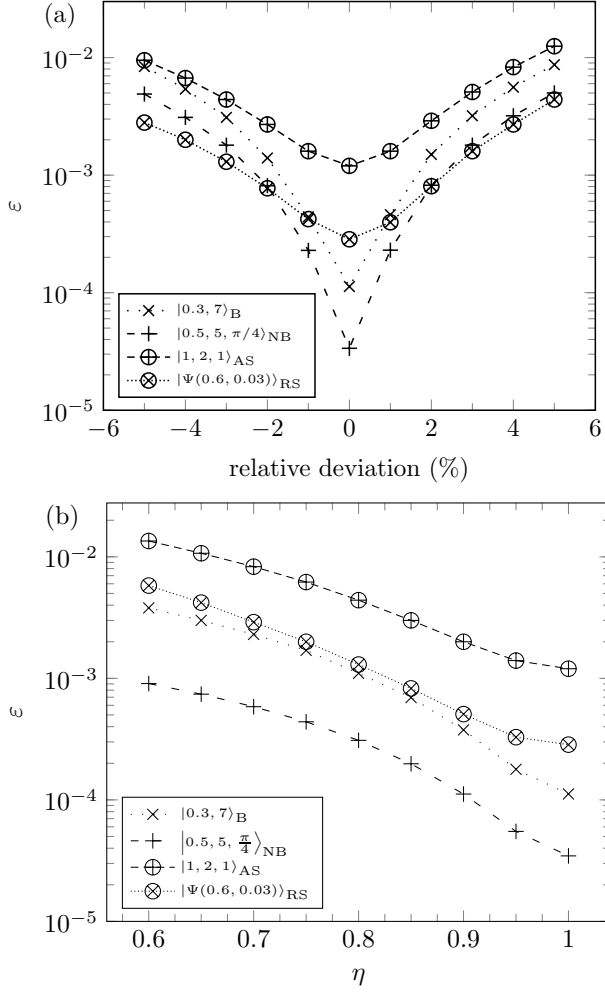 (a)
10⁻²
10⁻³
10⁻⁴
10⁻⁵
ε
|0.3, 7⟩_B
|0.5, 5, π/4⟩_NB
|1, 2, 1⟩_AS
|Ψ(0.6, 0.03)⟩_RS
−6 −4 −2 0 2 4 6
relative deviation (%)
(b)
10⁻²
10⁻³
10⁻⁴
10⁻⁵
ε
|0.3, 7⟩_B
|0.5, 5, π/4⟩_NB
|1, 2, 1⟩_AS
|Ψ(0.6, 0.03)⟩_RS
0.6 0.7 0.8 0.9 1
η